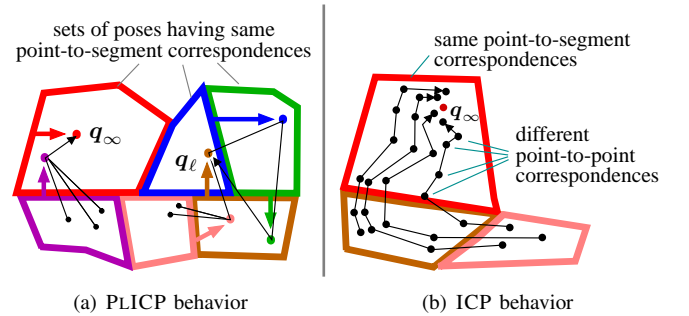 sets of poses having same
point-to-segment correspondences
q∞
qℓ
(a) PLICP behavior
same point-to-segment
correspondences
q∞
different
point-to-point
correspondences
(b) ICP behavior